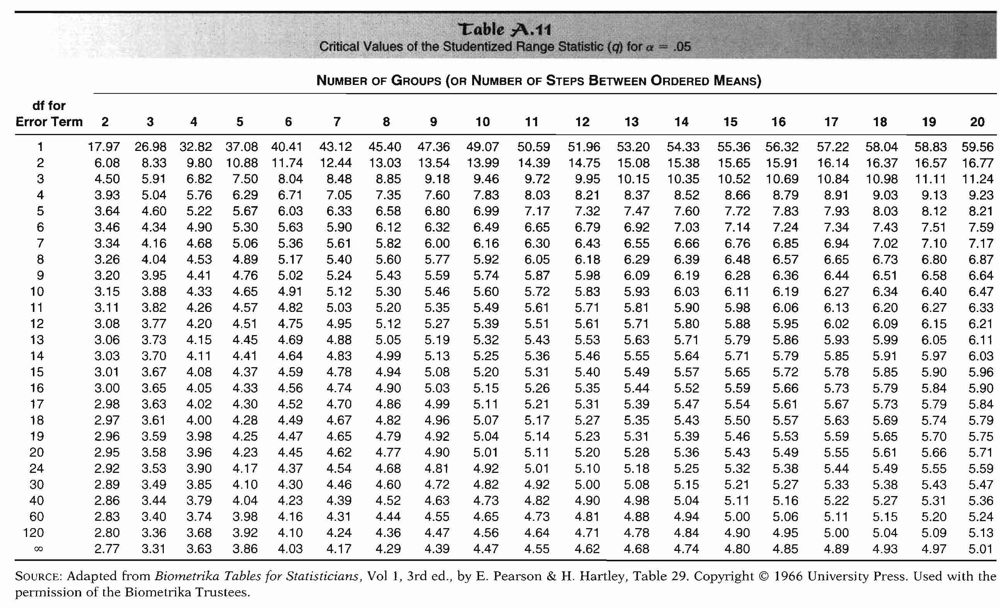 Table A.11
Critical Values of the Studentized Range Statistic (q) for α = .05
NUMBER OF GROUPS (OR NUMBER OF STEPS BETWEEN ORDERED MEANS)
df for
Error Term 2 3 4 5 6 7 8 9 10 11 12 13 14 15 16 17 18 19 20
1 17.97 26.98 32.82 37.08 40.41 43.12 45.40 47.36 49.07 50.59 51.96 53.20 54.33 55.36 56.32 57.22 58.04 58.83 59.56
2 6.08 8.33 9.80 10.88 11.74 12.44 13.03 13.54 13.99 14.39 14.75 15.08 15.38 15.65 15.91 16.14 16.37 16.57 16.77
3 4.50 5.91 6.82 7.50 8.04 8.48 8.85 9.18 9.46 9.72 9.95 10.15 10.35 10.52 10.69 10.84 10.98 11.11 11.24
4 3.93 5.04 5.76 6.29 6.71 7.05 7.35 7.60 7.83 8.03 8.21 8.37 8.52 8.66 8.79 8.91 9.03 9.13 9.23
5 3.64 4.60 5.22 5.67 6.03 6.33 6.58 6.80 6.99 7.17 7.32 7.47 7.60 7.72 7.83 7.93 8.03 8.12 8.21
6 3.46 4.34 4.90 5.30 5.63 5.90 6.12 6.32 6.49 6.65 6.79 6.92 7.03 7.14 7.24 7.34 7.43 7.51 7.59
7 3.34 4.16 4.68 5.06 5.36 5.61 5.82 6.00 6.16 6.30 6.43 6.55 6.66 6.76 6.85 6.94 7.02 7.10 7.17
8 3.26 4.04 4.53 4.89 5.17 5.40 5.60 5.77 5.92 6.05 6.18 6.29 6.39 6.48 6.57 6.65 6.73 6.80 6.87
9 3.20 3.95 4.41 4.76 5.02 5.24 5.43 5.59 5.74 5.87 5.98 6.09 6.19 6.28 6.36 6.44 6.51 6.58 6.64
10 3.15 3.88 4.33 4.65 4.91 5.12 5.30 5.46 5.60 5.72 5.83 5.93 6.03 6.11 6.19 6.27 6.34 6.40 6.47
11 3.11 3.82 4.26 4.57 4.82 5.03 5.20 5.35 5.49 5.61 5.71 5.81 5.90 5.98 6.06 6.13 6.20 6.27 6.33
12 3.08 3.77 4.20 4.51 4.75 4.95 5.12 5.27 5.39 5.51 5.61 5.71 5.80 5.88 5.95 6.02 6.09 6.15 6.21
13 3.06 3.73 4.15 4.45 4.69 4.88 5.05 5.19 5.32 5.43 5.53 5.63 5.71 5.79 5.86 5.93 5.99 6.05 6.11
14 3.03 3.70 4.11 4.41 4.64 4.83 4.99 5.13 5.25 5.36 5.46 5.55 5.64 5.71 5.79 5.85 5.91 5.97 6.03
15 3.01 3.67 4.08 4.37 4.59 4.78 4.94 5.08 5.20 5.31 5.40 5.49 5.57 5.65 5.72 5.78 5.85 5.90 5.96
16 3.00 3.65 4.05 4.33 4.56 4.74 4.90 5.03 5.15 5.26 5.35 5.44 5.52 5.59 5.66 5.73 5.79 5.84 5.90
17 2.98 3.63 4.02 4.30 4.52 4.70 4.86 4.99 5.11 5.21 5.31 5.39 5.47 5.54 5.61 5.67 5.73 5.79 5.84
18 2.97 3.61 4.00 4.28 4.49 4.67 4.82 4.96 5.07 5.17 5.27 5.35 5.43 5.50 5.57 5.63 5.69 5.74 5.79
19 2.96 3.59 3.98 4.25 4.47 4.65 4.79 4.92 5.04 5.14 5.23 5.31 5.39 5.46 5.53 5.59 5.65 5.70 5.75
20 2.95 3.58 3.96 4.23 4.45 4.62 4.77 4.90 5.01 5.11 5.20 5.28 5.36 5.43 5.49 5.55 5.61 5.66 5.71
24 2.92 3.53 3.90 4.17 4.37 4.54 4.68 4.81 4.92 5.01 5.10 5.18 5.25 5.32 5.38 5.44 5.49 5.55 5.59
30 2.89 3.49 3.85 4.10 4.30 4.46 4.60 4.72 4.82 4.92 5.00 5.08 5.15 5.21 5.27 5.33 5.38 5.43 5.47
40 2.86 3.44 3.79 4.04 4.23 4.39 4.52 4.63 4.73 4.82 4.90 4.98 5.04 5.11 5.16 5.22 5.27 5.31 5.36
60 2.83 3.40 3.74 3.98 4.16 4.31 4.44 4.55 4.65 4.73 4.81 4.88 4.94 5.00 5.06 5.11 5.15 5.20 5.24
120 2.80 3.36 3.68 3.92 4.10 4.24 4.36 4.47 4.56 4.64 4.71 4.78 4.84 4.90 4.95 5.00 5.04 5.09 5.13
∞ 2.77 3.31 3.63 3.86 4.03 4.17 4.29 4.39 4.47 4.55 4.62 4.68 4.74 4.80 4.85 4.89 4.93 4.97 5.01
SOURCE: Adapted from Biometrika Tables for Statisticians, Vol 1, 3rd ed., by E. Pearson & H. Hartley, Table 29. Copyright © 1966 University Press. Used with the
permission of the Biometrika Trustees.